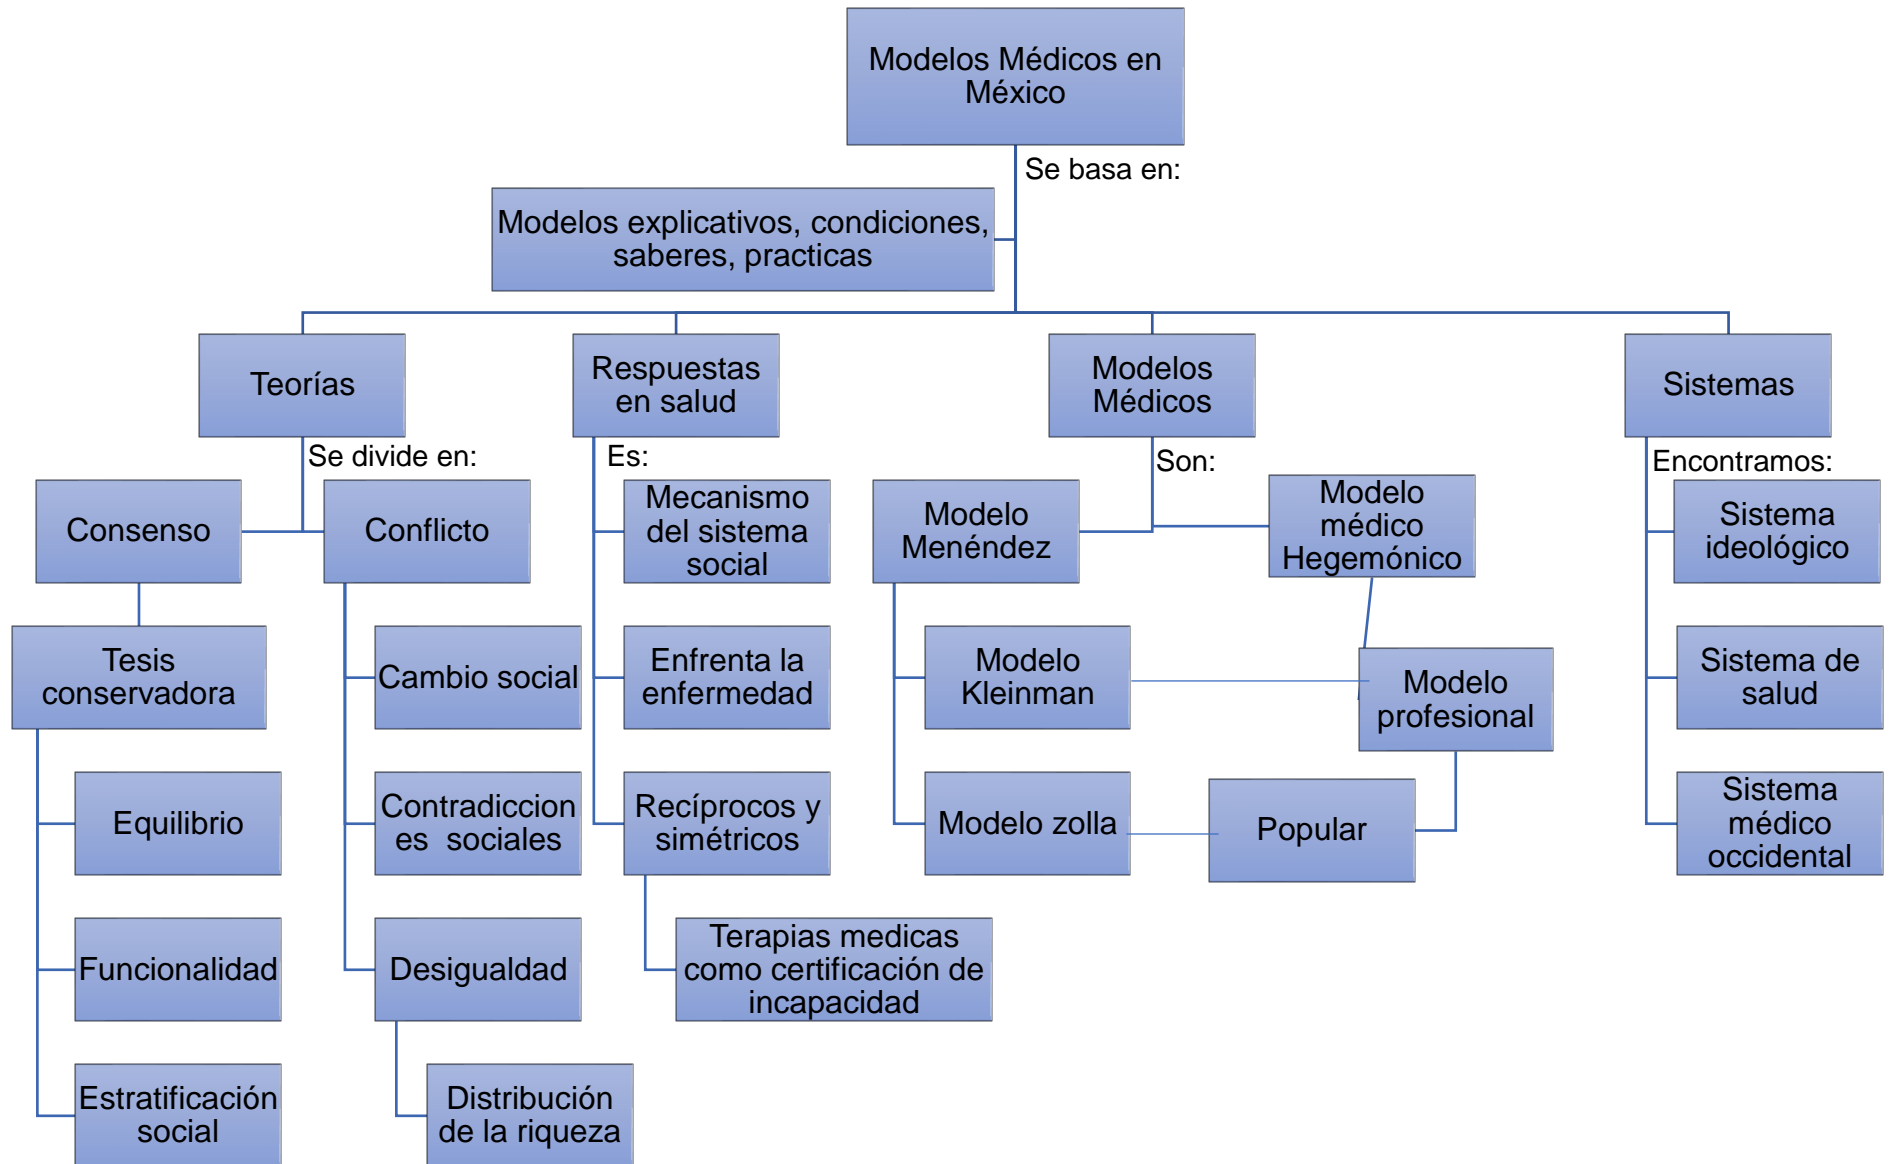 Modelos Médicos en
México
Se basa en:
Modelos explicativos, condiciones,
saberes, practicas
Teorías
Se divide en:
Consenso
Tesis
conservadora
Equilibrio
Funcionalidad
Estratificación
social
Conflicto
Cambio social
Contradiccion
es sociales
Desigualdad
Distribución
de la riqueza
Respuestas
en salud
Es:
Mecanismo
del sistema
social
Enfrenta la
enfermedad
Recíprocos y
simétricos
Terapias medicas
como certificación de
incapacidad
Modelos
Médicos
Son:
Modelo
Menéndez
Modelo
Kleinman
Modelo zolla
Modelo
médico
Hegemónico
Modelo
profesional
Popular
Sistemas
Encontramos:
Sistema
ideológico
Sistema de
salud
Sistema
médico
occidental